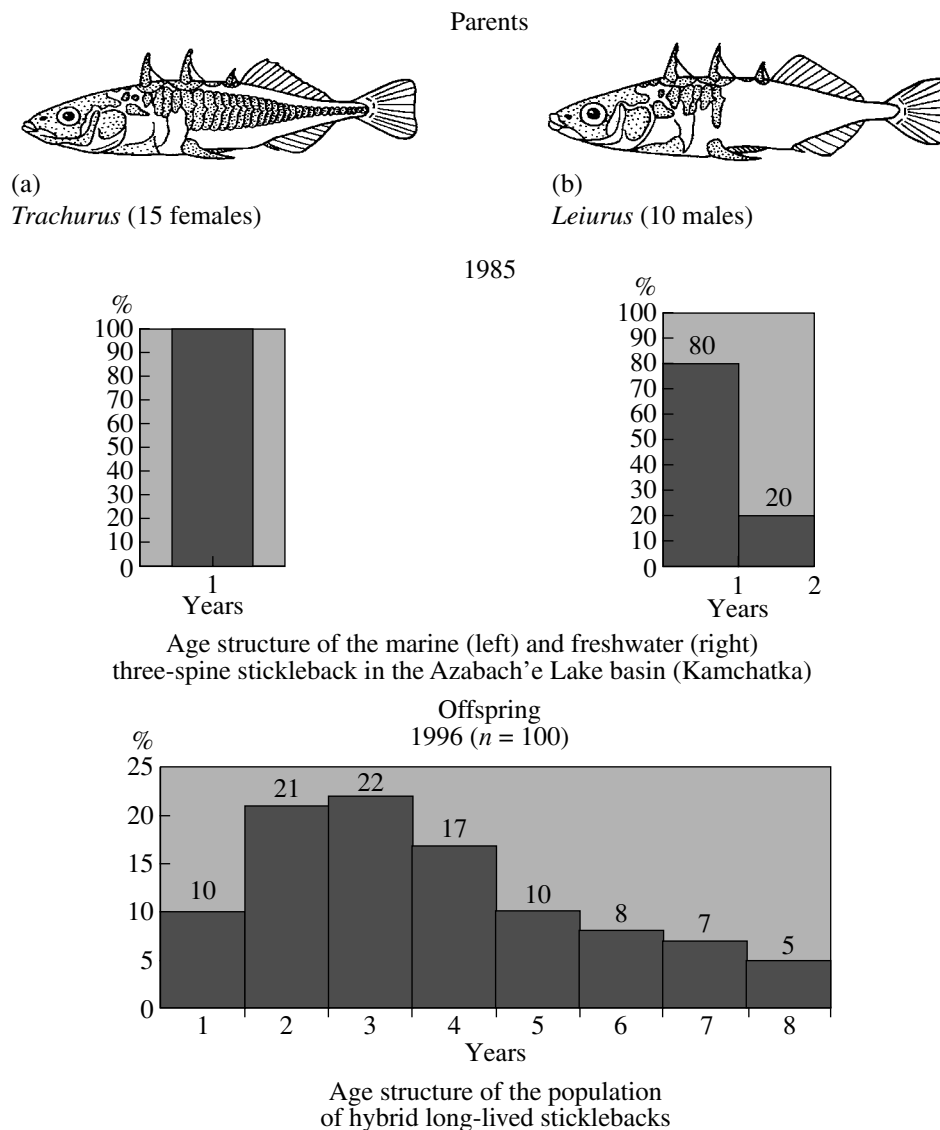 Parents
(a)
Trachurus (15 females)
(b)
Leiurus (10 males)
1985
%
100
90
80
70
60
50
40
30
20
10
0
1
Years
%
100
90
80
70
60
50
40
30
20
10
0
80
20
1 2
Years
Age structure of the marine (left) and freshwater (right)
three-spine stickleback in the Azabach'e Lake basin (Kamchatka)
Offspring
1996 (n = 100)
%
25
20
15
10
5
0
10 21 22 17 10 8 7 5
1 2 3 4 5 6 7 8
Years
Age structure of the population
of hybrid long-lived sticklebacks